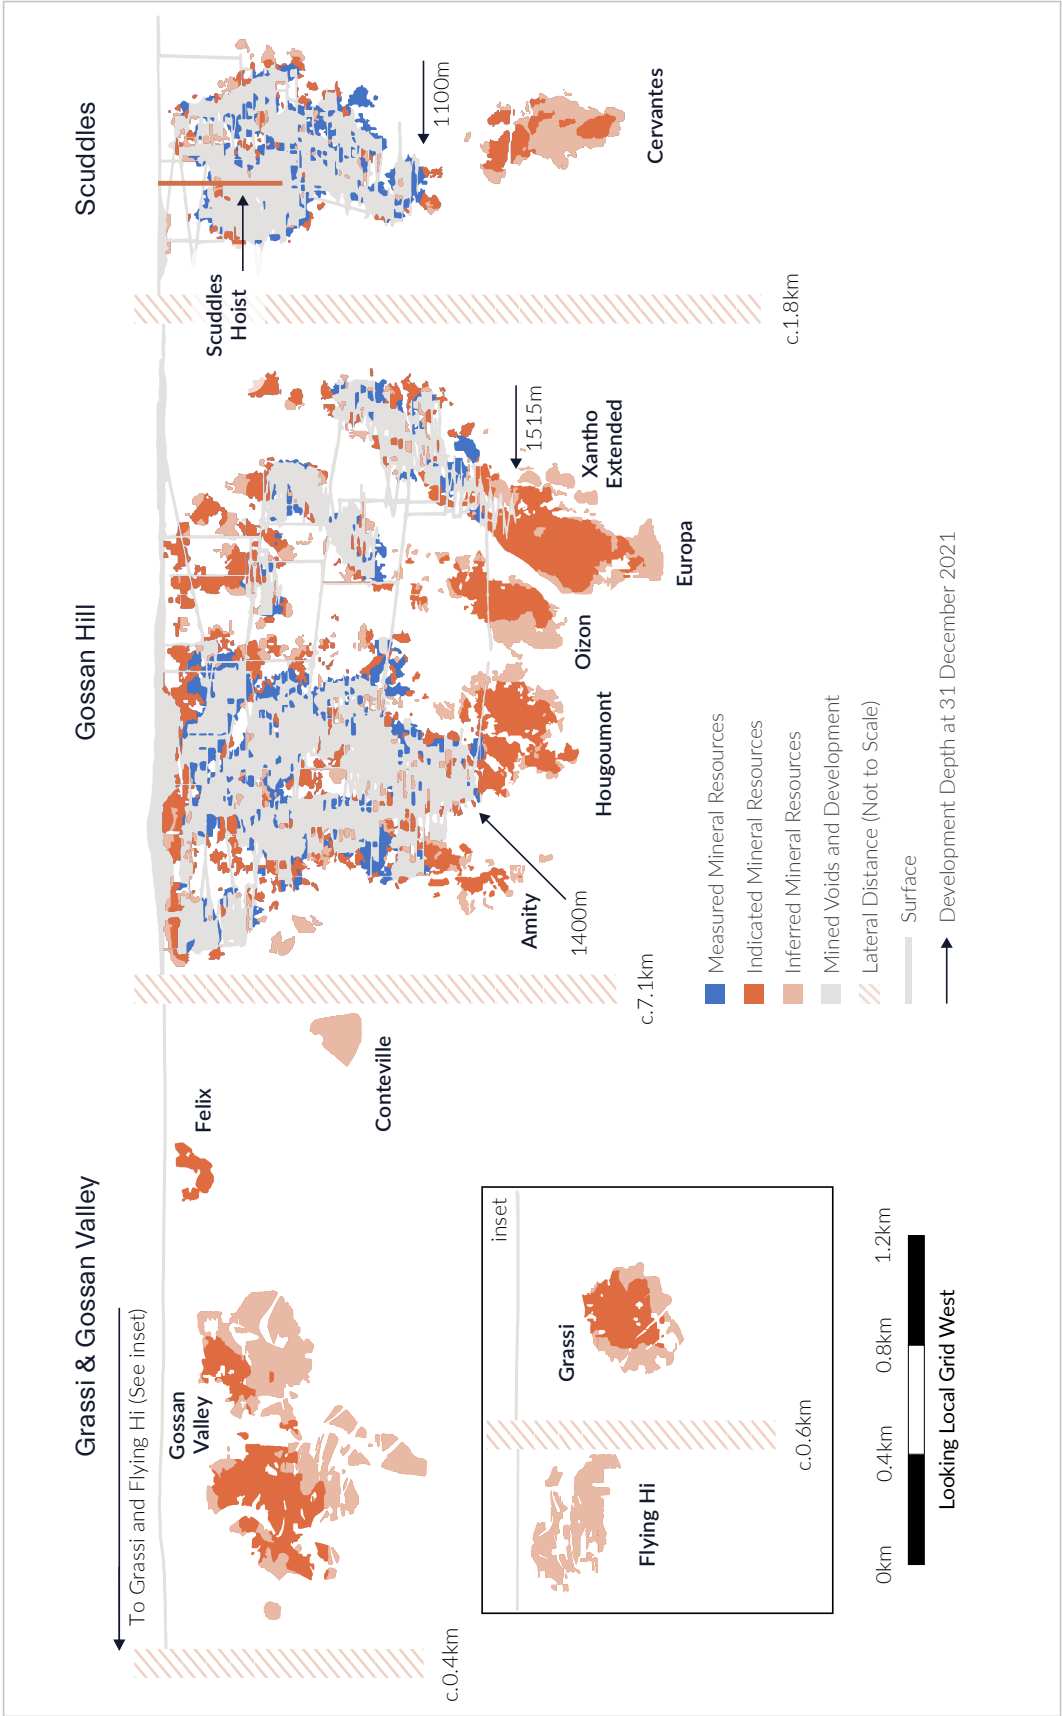 Grassi & Gossan Valley
Gossan Hill
Scuddles
To Grassi and Flying Hi (See inset)
Gossan
Valley
Felix
Conteville
c.0.4km
c.7.1km
Amity
1400m
Hougoumont
Oizon
Europa
Xantho
Extended
1515m
Scuddles
Hoist
c.1.8km
1100m
Cervantes
inset
Flying Hi
Grassi
c.0.6km
Measured Mineral Resources
Indicated Mineral Resources
Inferred Mineral Resources
Mined Voids and Development
Lateral Distance (Not to Scale)
Surface
Development Depth at 31 December 2021
0km 0.4km 0.8km 1.2km
Looking Local Grid West